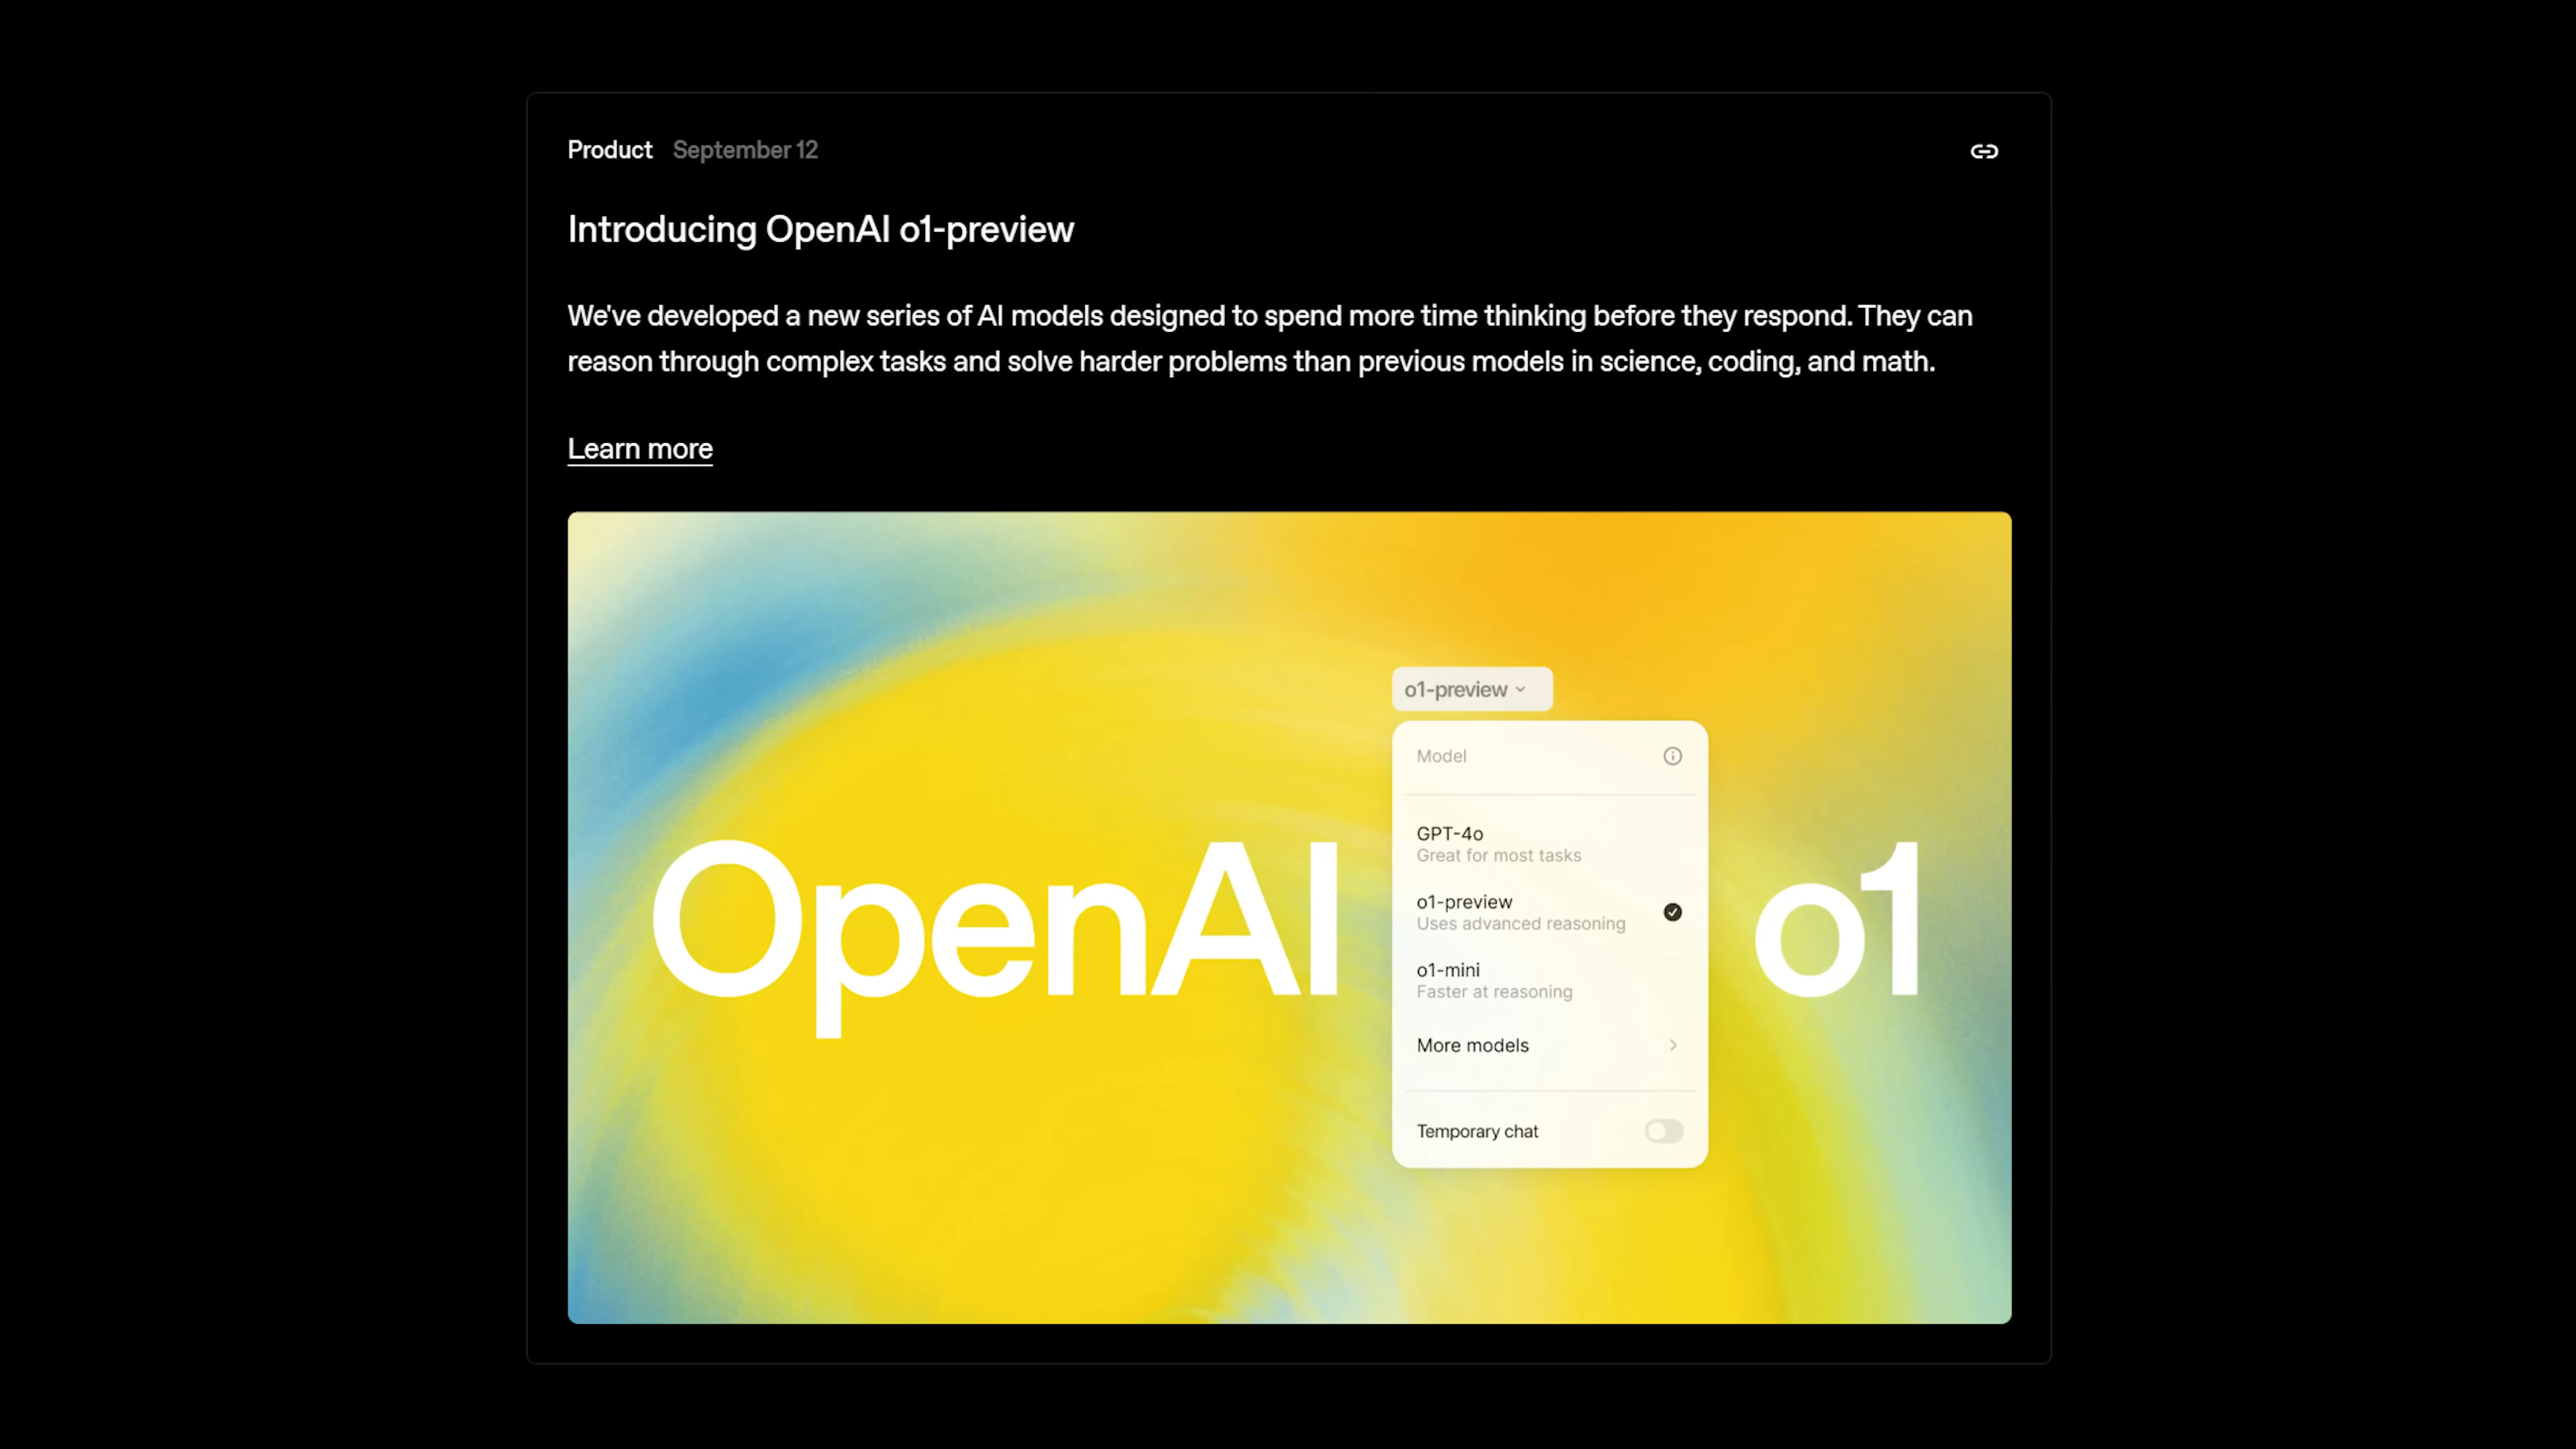 Product September 12
Introducing OpenAI o1-preview
We've developed a new series of AI models designed to spend more time thinking before they respond. They can
reason through complex tasks and solve harder problems than previous models in science, coding, and math.
Learn more
o1-preview
Model
GPT-4o
Great for most tasks
o1-preview
Uses advanced reasoning
o1-mini
Faster at reasoning
More models
Temporary chat
OpenAI o1